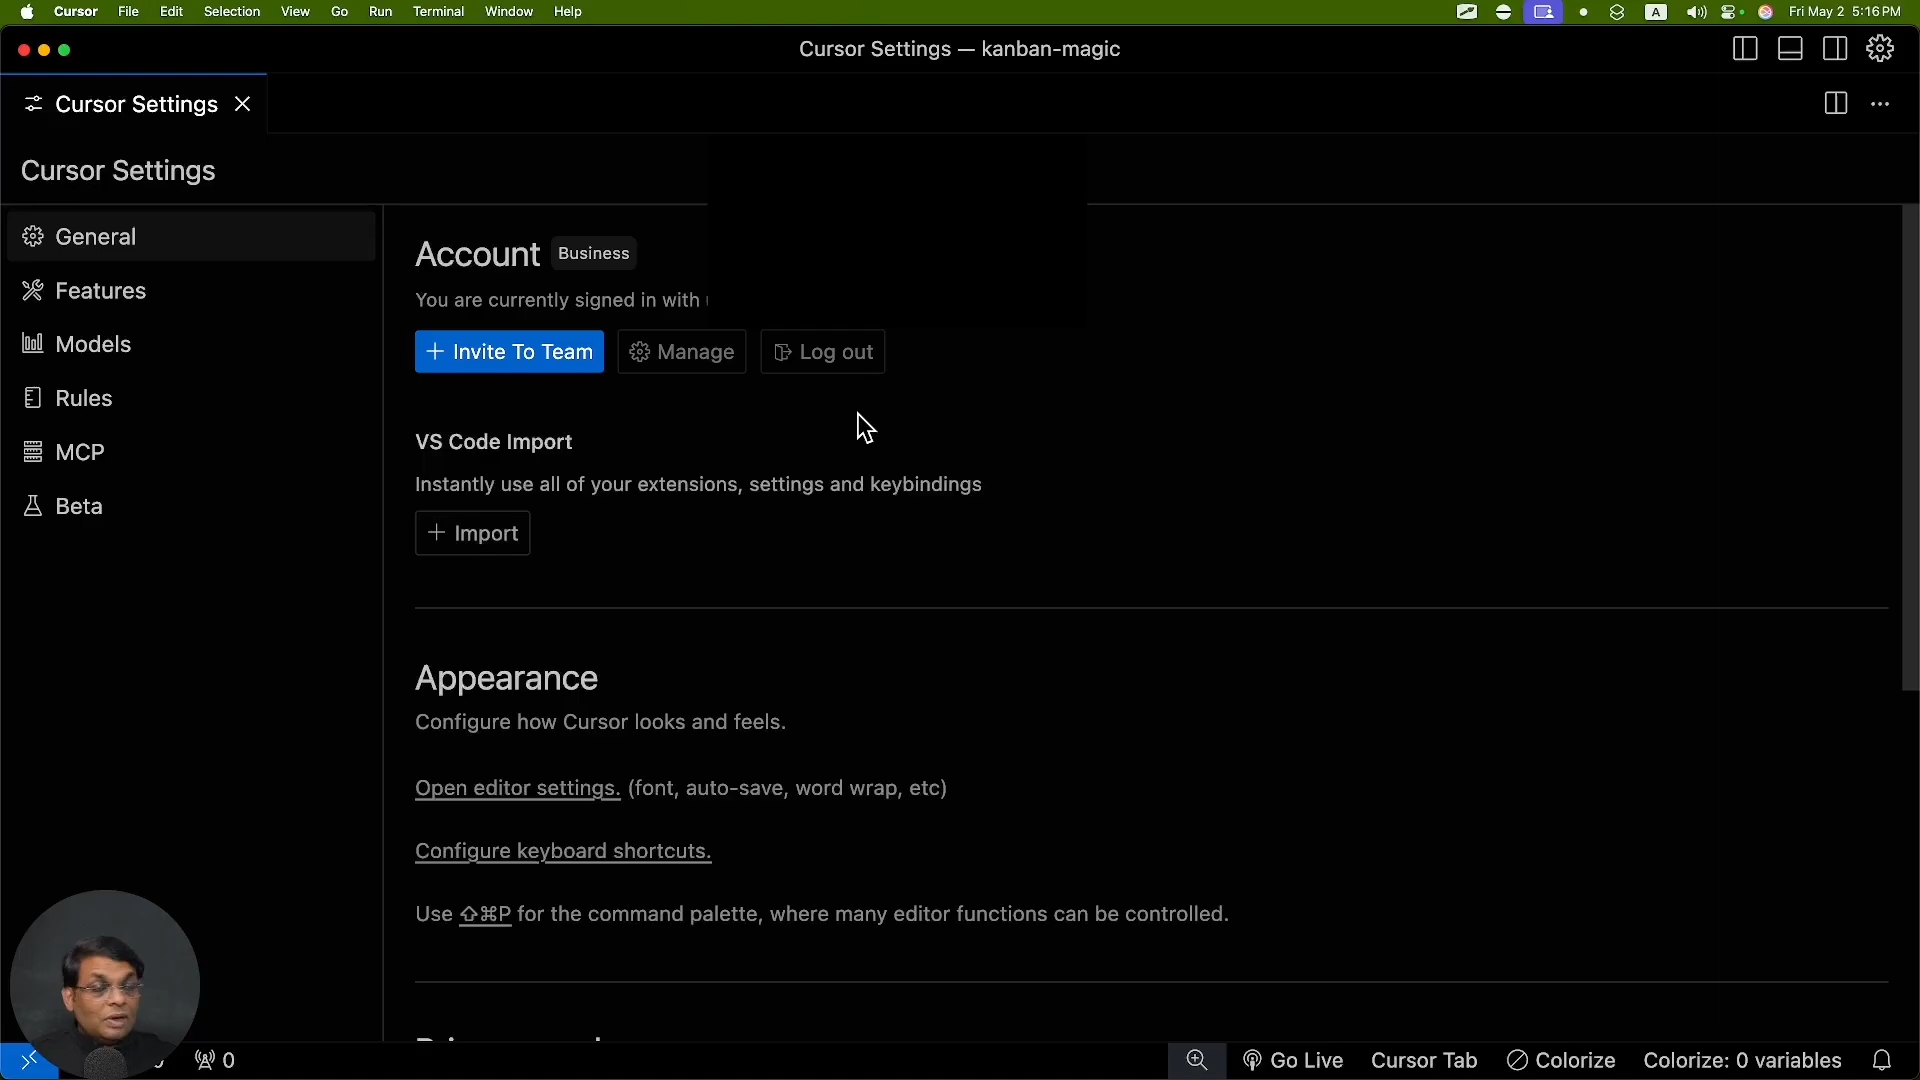 Cursor File Edit Selection View Go Run Terminal Window Help A Fri May 2 5:16 PM
Cursor Settings — kanban-magic
Cursor Settings
Cursor Settings
General
Features
Models
Rules
MCP
Beta
Account Business
You are currently signed in with
+ Invite To Team Manage Log out
VS Code Import
Instantly use all of your extensions, settings and keybindings
+ Import
Appearance
Configure how Cursor looks and feels.
Open editor settings. (font, auto-save, word wrap, etc)
Configure keyboard shortcuts.
Use ⇧⌘P for the command palette, where many editor functions can be controlled.
0 Go Live Cursor Tab Colorize Colorize: 0 variables